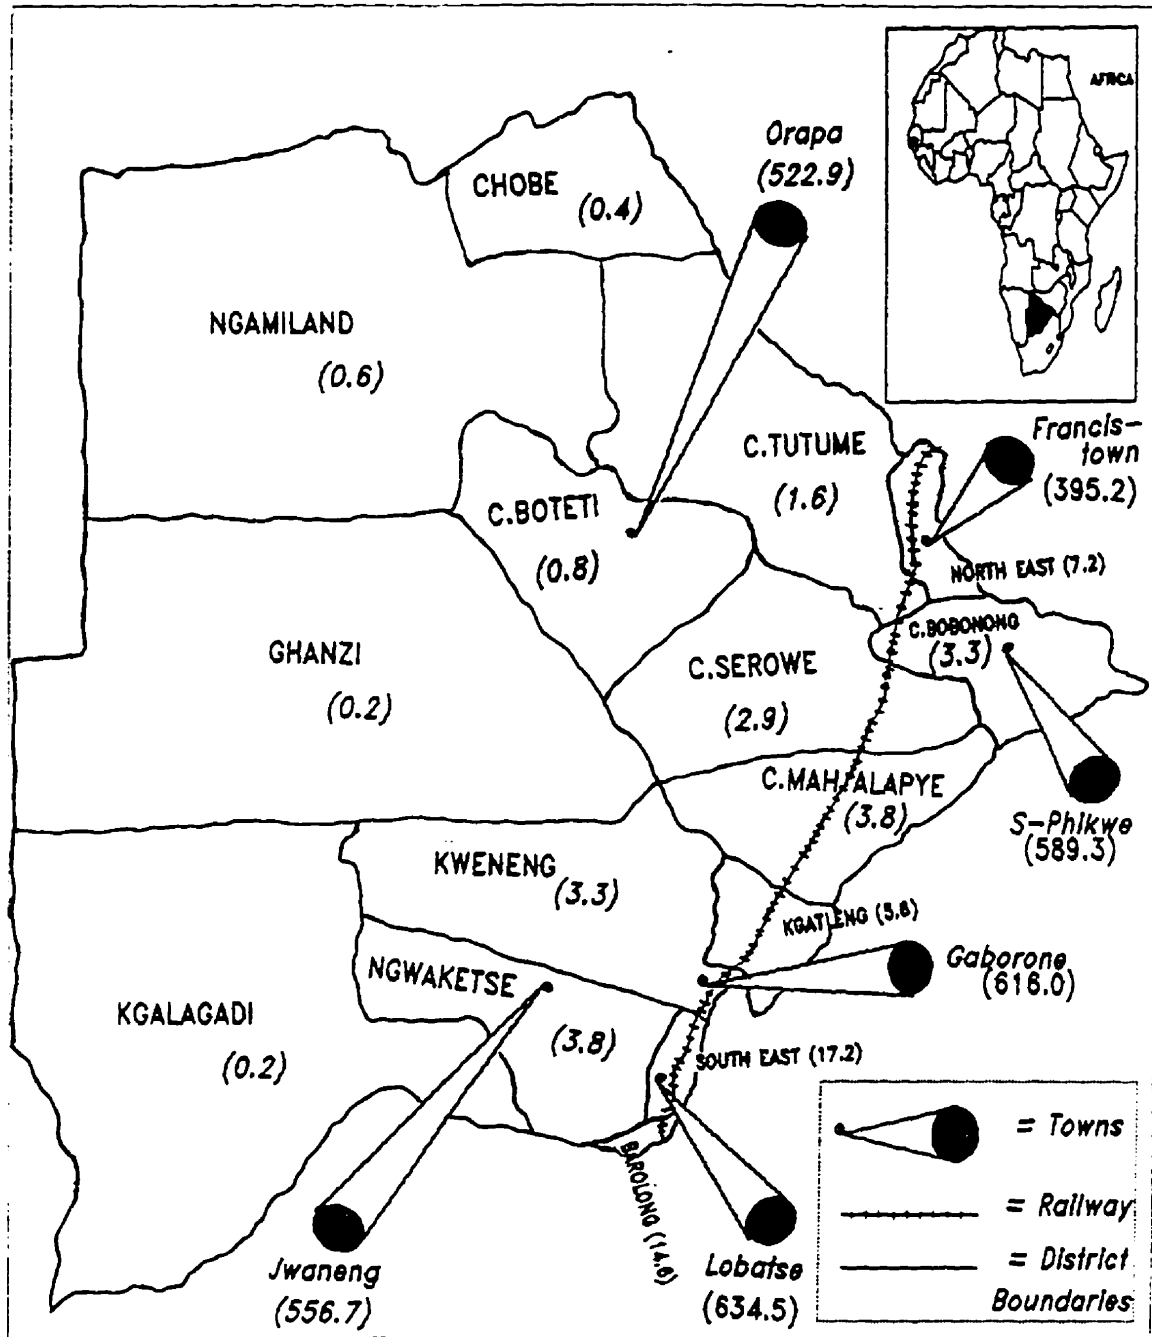 AFRICA
Orapa
(522.9)
CHOBE
(0.4)
NGAMILAND
(0.6)
Francis-
town
(395.2)
C.TUTUME
(1.6)
C.BOTETI
(0.8)
NORTH EAST (7.2)
C.BOBONONG
(3.3)
GHANZI
(0.2)
C.SEROWE
(2.9)
C.MAHALAPYE
(3.8)
S-Phikwe
(589.3)
KWENENG
(3.3)
KGATLENG (5.8)
NGWAKETSE
(3.8)
Gaborone
(616.0)
KGALAGADI
(0.2)
SOUTH EAST (17.2)
BAROLONG (14.6)
Jwaneng
(556.7)
Lobatse
(634.5)
= Towns
= Railway
= District
Boundaries